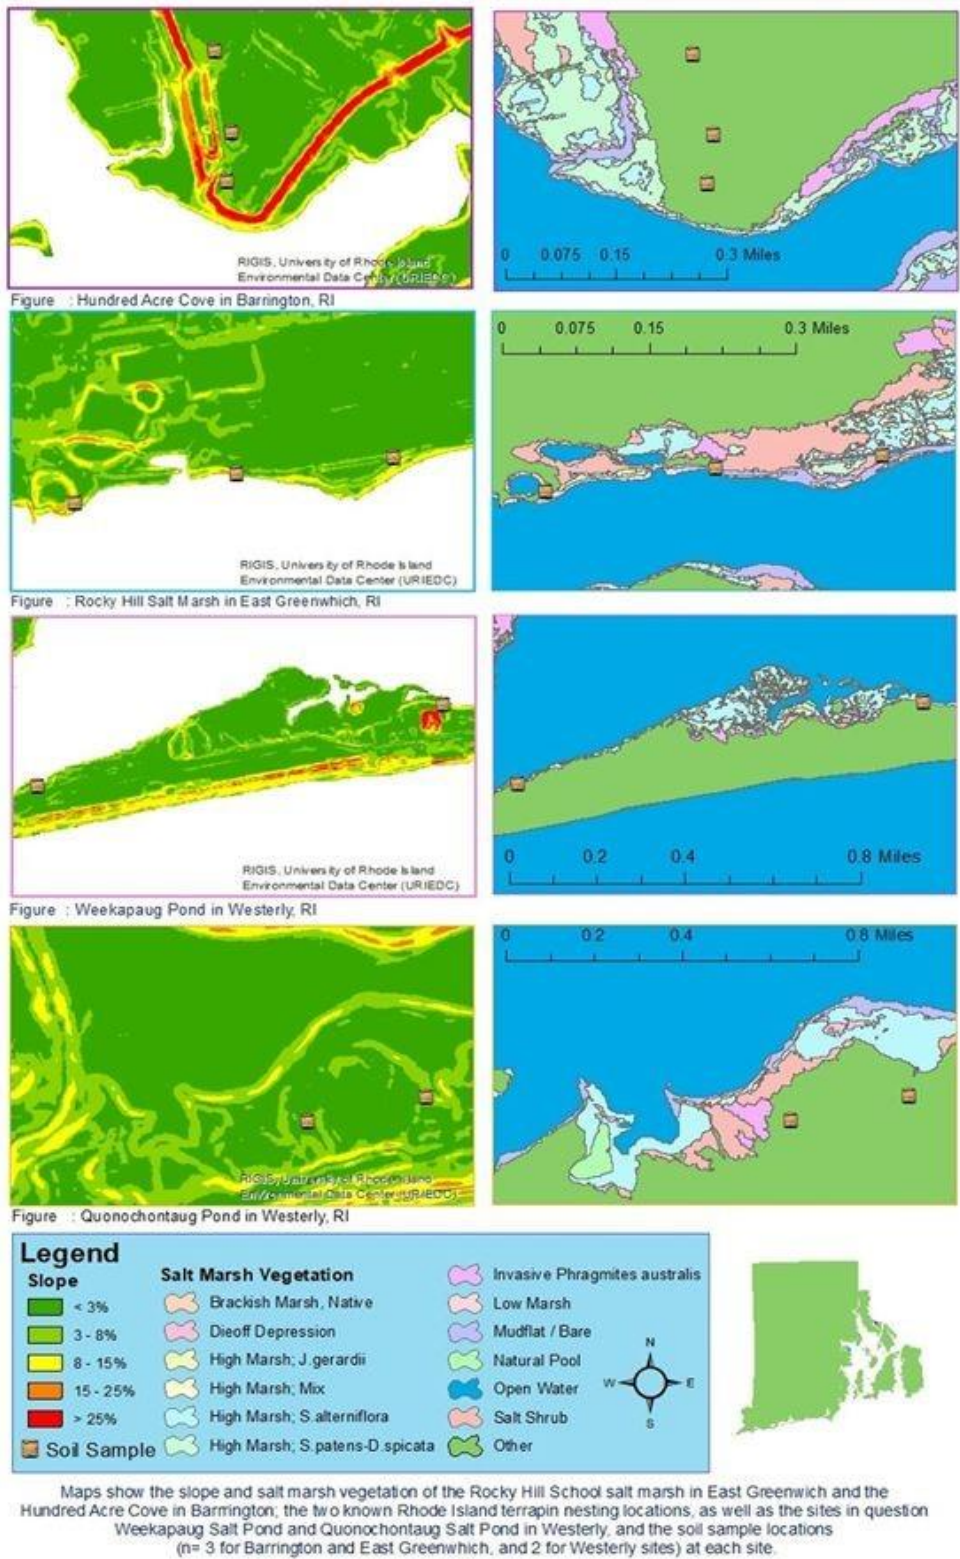 RIGIS, University of Rhode Island
Environmental Data Center (URIEDC)
0 0.075 0.15 0.3 Miles
Figure : Hundred Acre Cove in Barrington, RI
RIGIS, University of Rhode Island
Environmental Data Center (URIEDC)
0 0.075 0.15 0.3 Miles
Figure : Rocky Hill Salt Marsh in East Greenwhich, RI
RIGIS, University of Rhode Island
Environmental Data Center (URIEDC)
0 0.2 0.4 0.8 Miles
Figure : Weekapaug Pond in Westerly, RI
RIGIS, University of Rhode Island
Environmental Data Center (URIEDC)
0 0.2 0.4 0.8 Miles
Figure : Quonochontaug Pond in Westerly, RI
Legend
Slope
< 3%
3 - 8%
8 - 15%
15 - 25%
> 25%
Soil Sample
Salt Marsh Vegetation
Brackish Marsh, Native
Dieoff Depression
High Marsh; J.gerardii
High Marsh; Mix
High Marsh; S.alterniflora
High Marsh; S.patens-D.spicata
Invasive Phragmites australis
Low Marsh
Mudflat / Bare
Natural Pool
Open Water
Salt Shrub
Other
N
W E
S
Maps show the slope and salt marsh vegetation of the Rocky Hill School salt marsh in East Greenwich and the
Hundred Acre Cove in Barrrington; the two known Rhode Island terrapin nesting locations, as well as the sites in question
Weekapaug Salt Pond and Quonochontaug Salt Pond in Westerly, and the soil sample locations
(n= 3 for Barrington and East Greenwhich, and 2 for Westerly sites) at each site.